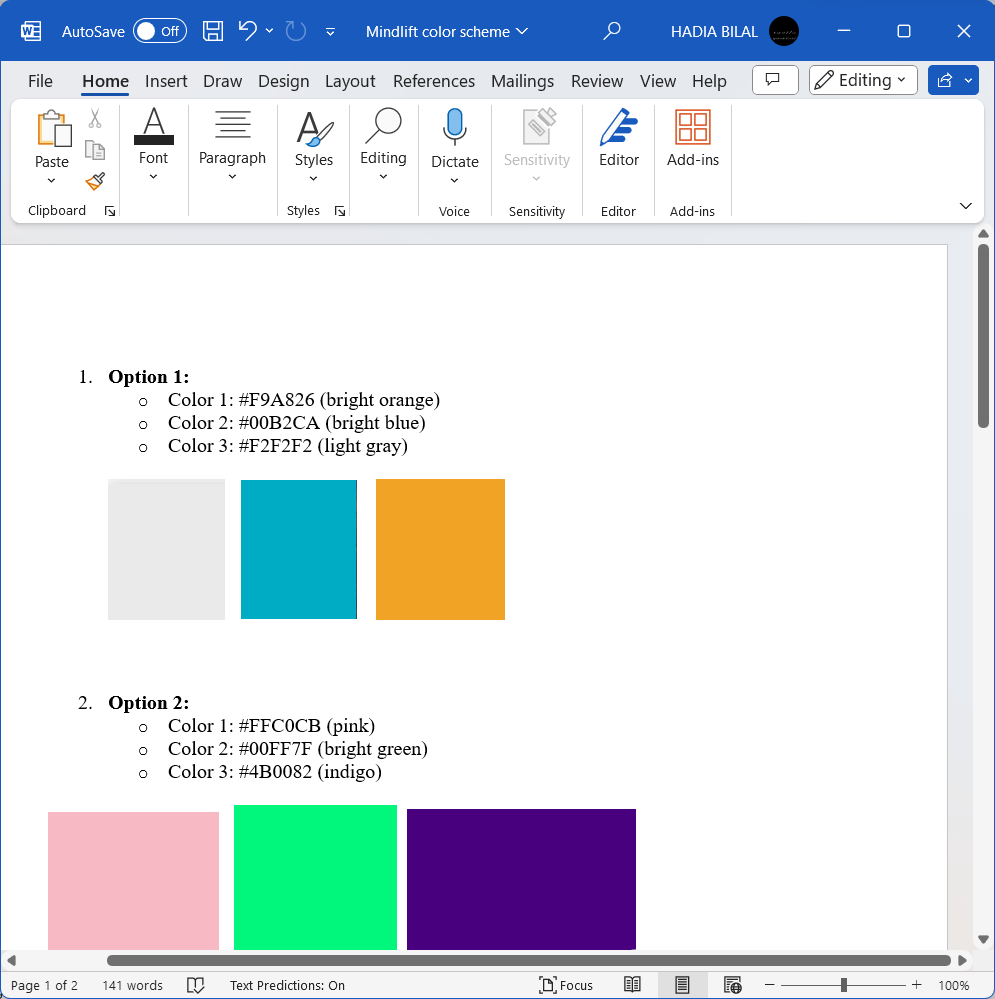 AutoSave Off Mindlift color scheme HADIA BILAL
File Home Insert Draw Design Layout References Mailings Review View Help Editing
Paste Font Paragraph Styles Editing Dictate Sensitivity Editor Add-ins
Clipboard Styles Voice Sensitivity Editor Add-ins
1. Option 1:
o Color 1: #F9A826 (bright orange)
o Color 2: #00B2CA (bright blue)
o Color 3: #F2F2F2 (light gray)
2. Option 2:
o Color 1: #FFC0CB (pink)
o Color 2: #00FF7F (bright green)
o Color 3: #4B0082 (indigo)
Page 1 of 2 141 words Text Predictions: On Focus 100%